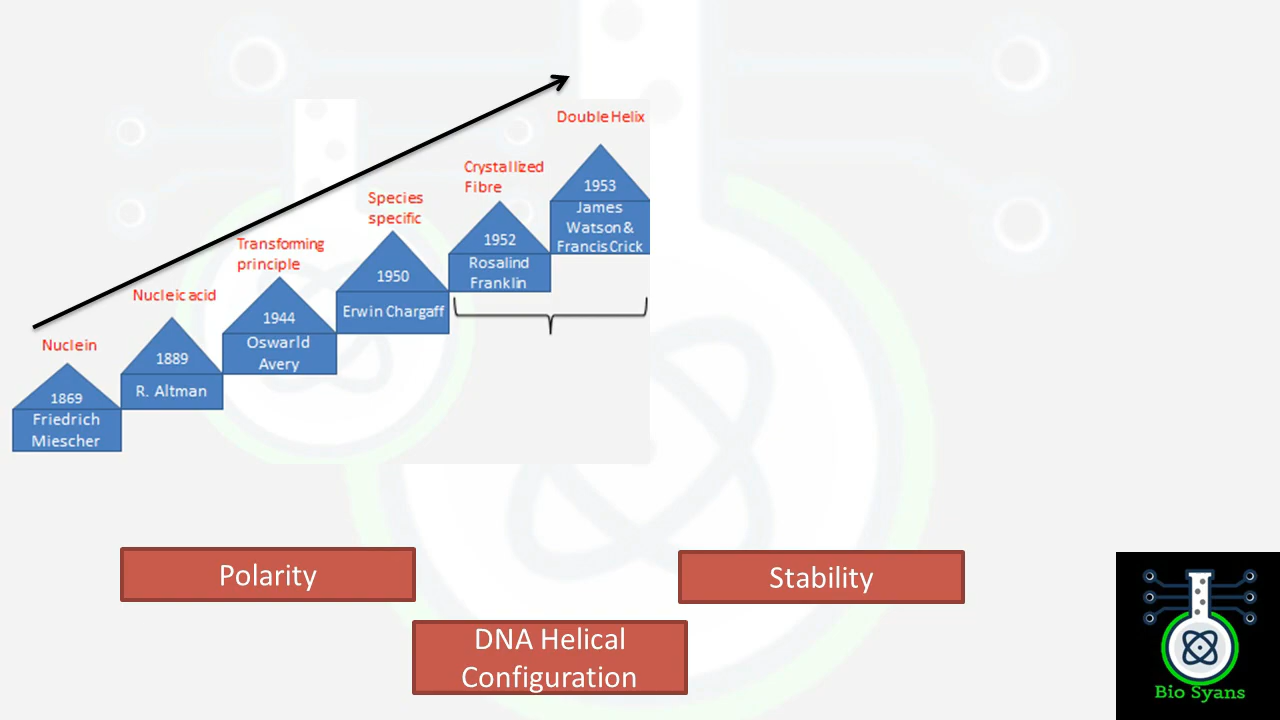 Nuclein
1869
Friedrich
Miescher
Nucleic acid
1889
R. Altman
Transforming
principle
1944
Oswarld
Avery
Species
specific
1950
Erwin Chargaff
Crystallized
Fibre
1952
Rosalind
Franklin
Double Helix
1953
James
Watson &
Francis Crick
Polarity
Stability
DNA Helical
Configuration
Bio Syans